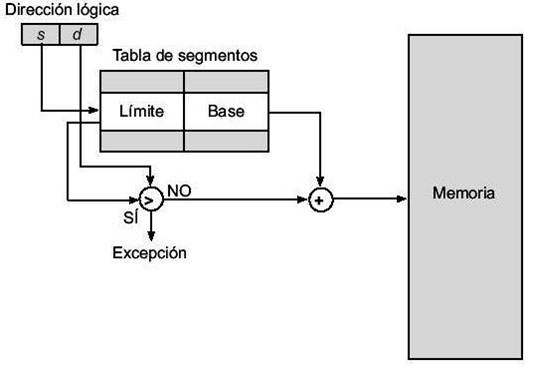 Dirección lógica
s d
Tabla de segmentos
Límite Base
Memoria
> NO
+
SÍ
Excepción